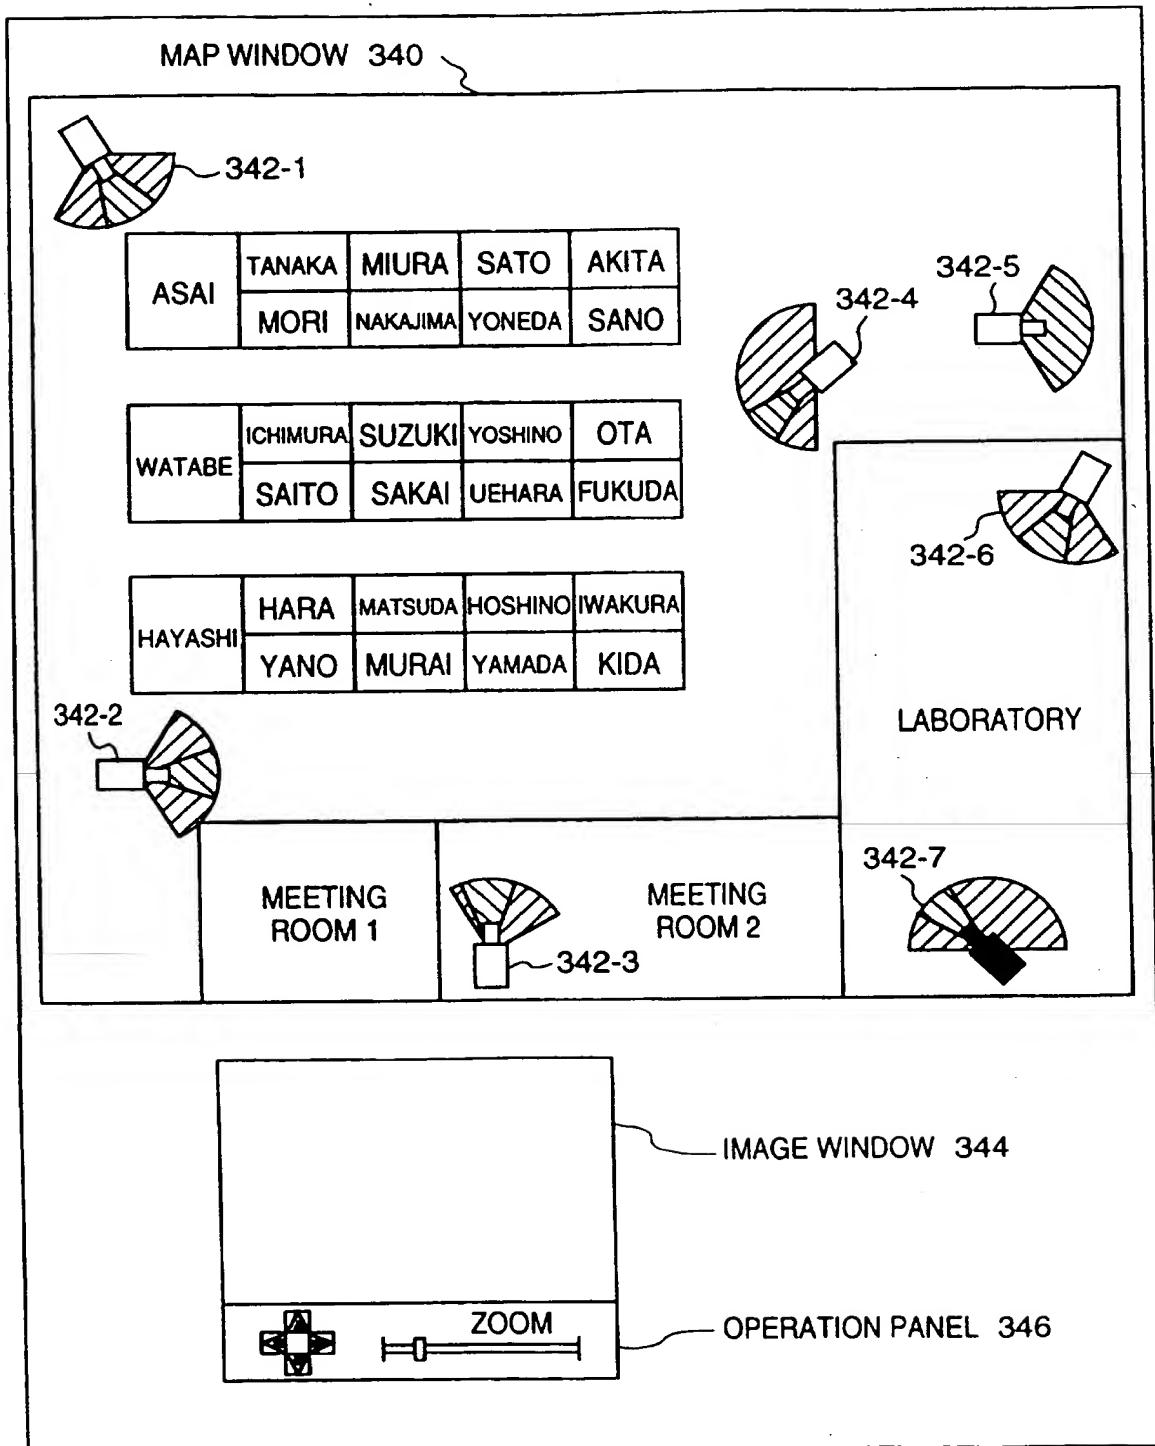 MAP WINDOW 340
342-1
ASAI
TANAKA MIURA SATO AKITA
MORI NAKAJIMA YONEDA SANO
342-4
342-5
WATABE
ICHIMURA SUZUKI YOSHINO OTA
SAITO SAKAI UEHARA FUKUDA
342-6
HAYASHI
HARA MATSUDA HOSHINO IWAKURA
YANO MURAI YAMADA KIDA
342-2
LABORATORY
MEETING
ROOM 1
342-3
MEETING
ROOM 2
342-7
IMAGE WINDOW 344
ZOOM
OPERATION PANEL 346